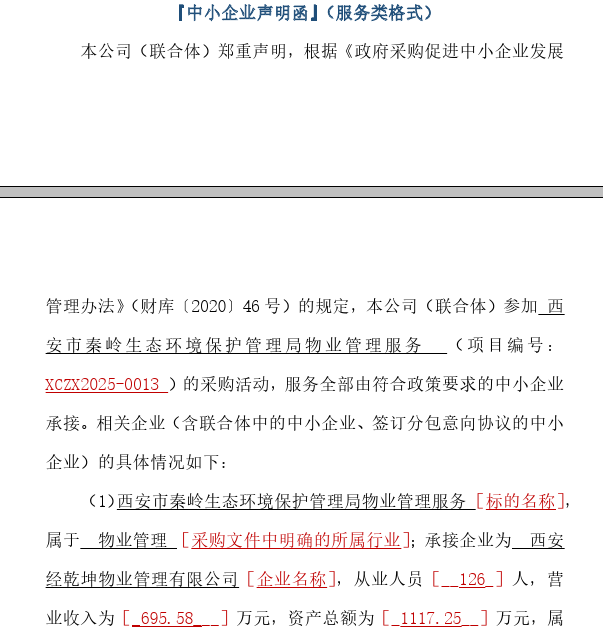 『中小企业声明函』（服务类格式）
本公司（联合体）郑重声明，根据《政府采购促进中小企业发展
管理办法》（财库〔2020〕46 号）的规定，本公司（联合体）参加 西
安市秦岭生态环境保护管理局物业管理服务 （项目编号：
XCZX2025-0013 ）的采购活动，服务全部由符合政策要求的中小企业
承接。相关企业（含联合体中的中小企业、签订分包意向协议的中小
企业）的具体情况如下：
（1）西安市秦岭生态环境保护管理局物业管理服务［标的名称］，
属于 物业管理 ［采购文件中明确的所属行业］；承接企业为 西安
经乾坤物业管理有限公司［企业名称］，从业人员［__126_］人，营
业收入为［_695.58___］万元，资产总额为［_1117.25__］万元，属